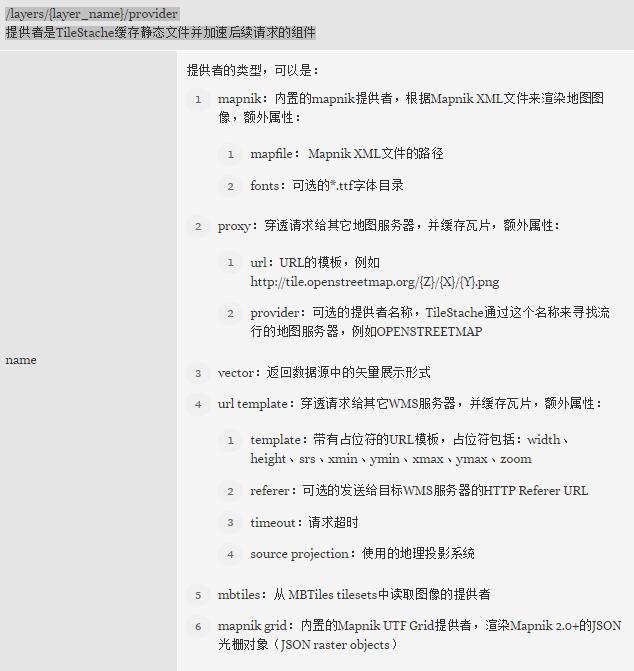 /layers/{layer_name}/provider
提供者是TileStache缓存静态文件并加速后续请求的组件
name
提供者的类型，可以是：
1 mapnik：内置的mapnik提供者，根据Mapnik XML文件来渲染地图图
像，额外属性：
1 mapfile： Mapnik XML文件的路径
2 fonts：可选的*.ttf字体目录
2 proxy：穿透请求给其它地图服务器，并缓存瓦片，额外属性：
1 url：URL的模板，例如
http://tile.openstreetmap.org/{Z}/{X}/{Y}.png
2 provider：可选的提供者名称，TileStache通过这个名称来寻找流
行的地图服务器，例如OPENSTREETMAP
3 vector：返回数据源中的矢量展示形式
4 url template：穿透请求给其它WMS服务器，并缓存瓦片，额外属性：
1 template：带有占位符的URL模板，占位符包括：width、
height、srs、xmin、ymin、xmax、ymax、zoom
2 referer：可选的发送给目标WMS服务器的HTTP Referer URL
3 timeout：请求超时
4 source projection：使用的地理投影系统
5 mbtiles：从 MBTiles tilesets中读取图像的提供者
6 mapnik grid：内置的Mapnik UTF Grid提供者，渲染Mapnik 2.0+的JSON
光栅对象（JSON raster objects）